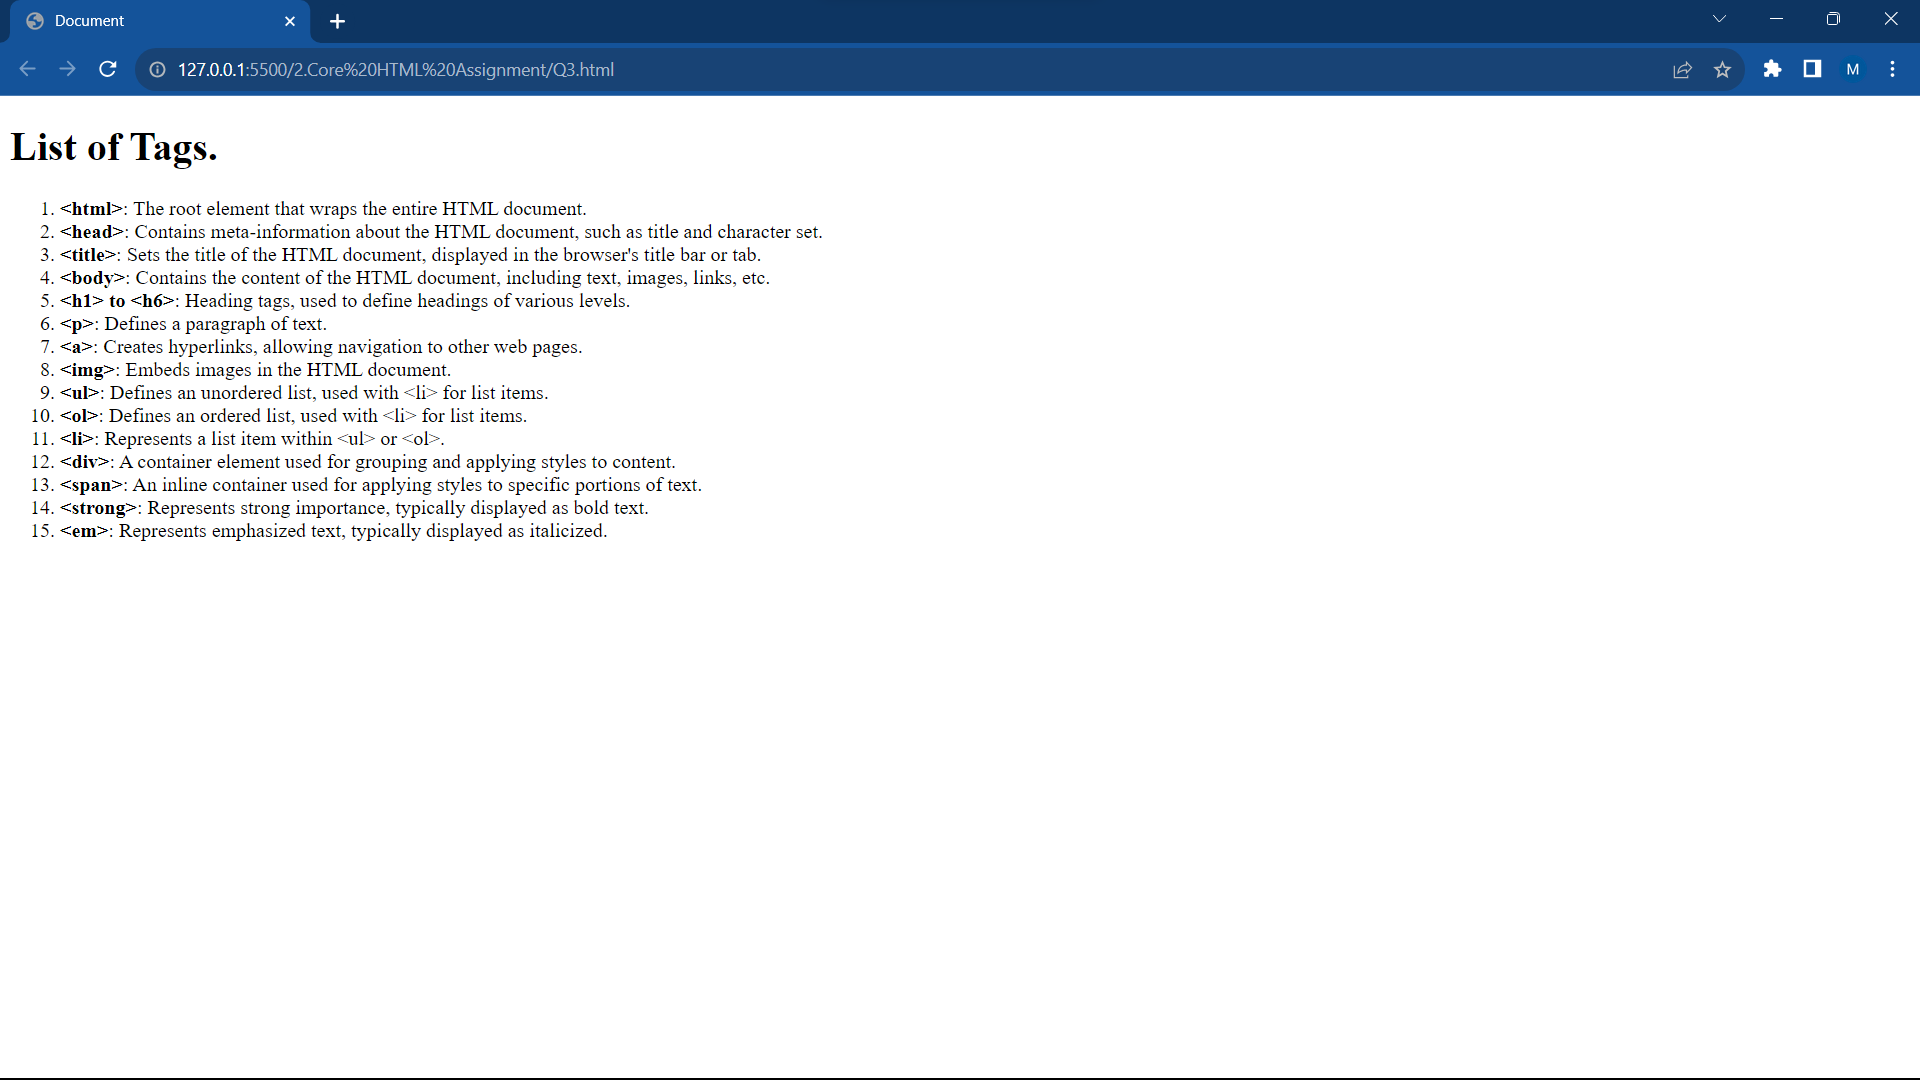 Document
127.0.0.1:5500/2.Core%20HTML%20Assignment/Q3.html
M
List of Tags.
1. <html>: The root element that wraps the entire HTML document.
2. <head>: Contains meta-information about the HTML document, such as title and character set.
3. <title>: Sets the title of the HTML document, displayed in the browser's title bar or tab.
4. <body>: Contains the content of the HTML document, including text, images, links, etc.
5. <h1> to <h6>: Heading tags, used to define headings of various levels.
6. <p>: Defines a paragraph of text.
7. <a>: Creates hyperlinks, allowing navigation to other web pages.
8. <img>: Embeds images in the HTML document.
9. <ul>: Defines an unordered list, used with <li> for list items.
10. <ol>: Defines an ordered list, used with <li> for list items.
11. <li>: Represents a list item within <ul> or <ol>.
12. <div>: A container element used for grouping and applying styles to content.
13. <span>: An inline container used for applying styles to specific portions of text.
14. <strong>: Represents strong importance, typically displayed as bold text.
15. <em>: Represents emphasized text, typically displayed as italicized.